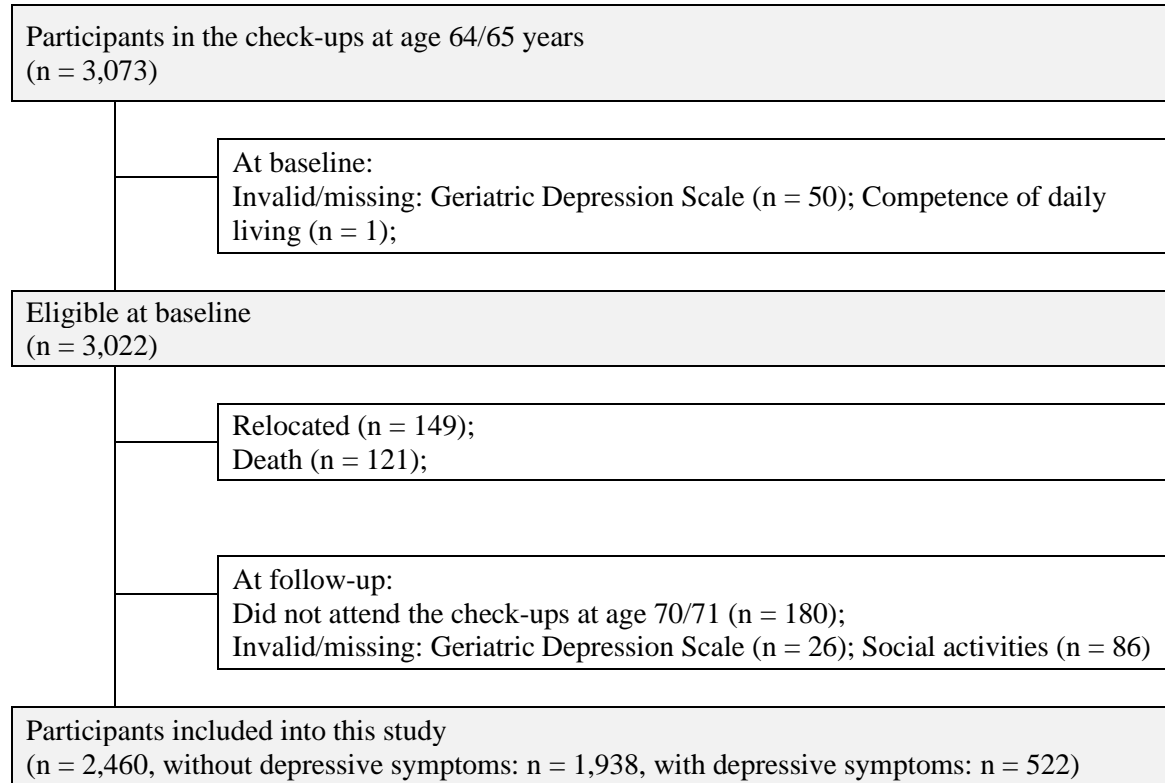 Participants in the check-ups at age 64/65 years
(n = 3,073)
At baseline:
Invalid/missing: Geriatric Depression Scale (n = 50); Competence of daily
living (n = 1);
Eligible at baseline
(n = 3,022)
Relocated (n = 149);
Death (n = 121);
At follow-up:
Did not attend the check-ups at age 70/71 (n = 180);
Invalid/missing: Geriatric Depression Scale (n = 26); Social activities (n = 86)
Participants included into this study
(n = 2,460, without depressive symptoms: n = 1,938, with depressive symptoms: n = 522)